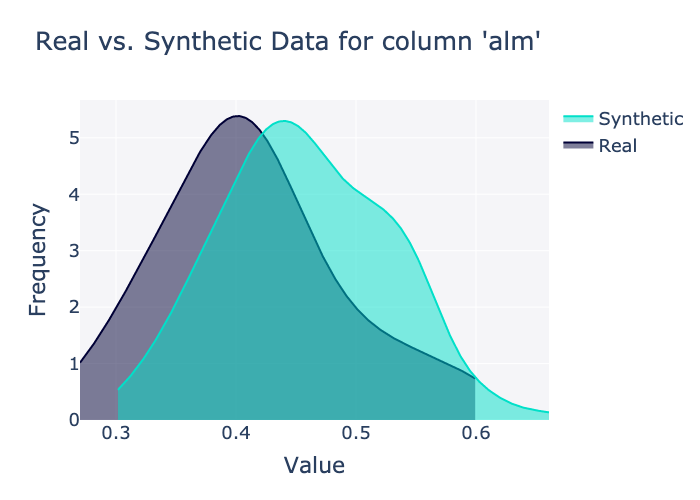 Real vs. Synthetic Data for column 'alm'
Synthetic
Real
Frequency
5
4
3
2
1
0
0.3
0.4
0.5
0.6
Value